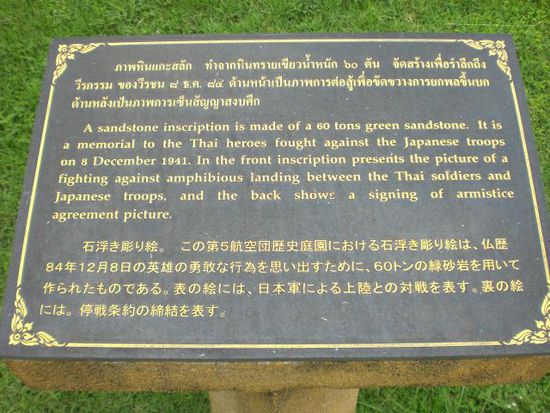 ภาพหินแกะสลัก ทำจากหินทรายเขียวน้ำหนัก ๖๐ ตัน จัดสร้างเพื่อรำลึกถึง
วีรกรรม ของวีรชน ๘ ธ.ค. ๘๔ ด้านหน้าเป็นภาพการต่อสู้เพื่อขัดขวางการยกพลขึ้นบก
ด้านหลังเป็นภาพการเซ็นสัญญาสงบศึก
A sandstone inscription is made of a 60 tons green sandstone. It is
a memorial to the Thai heroes fought against the Japanese troops
on 8 December 1941. In the front inscription presents the picture of a
fighting against amphibious landing between the Thai soldiers and
Japanese troops, and the back shows a signing of armistice
agreement picture.
石浮き彫り絵。 この第5航空団歴史庭園における石浮き彫り絵は、仏歴
84年12月8日の英雄の勇敢な行為を思い出すために、60トンの緑砂岩を用いて
作られたものである。表の絵には、日本軍による上陸との対戦を表す。裏の絵
には。停戦条約の締結を表す。